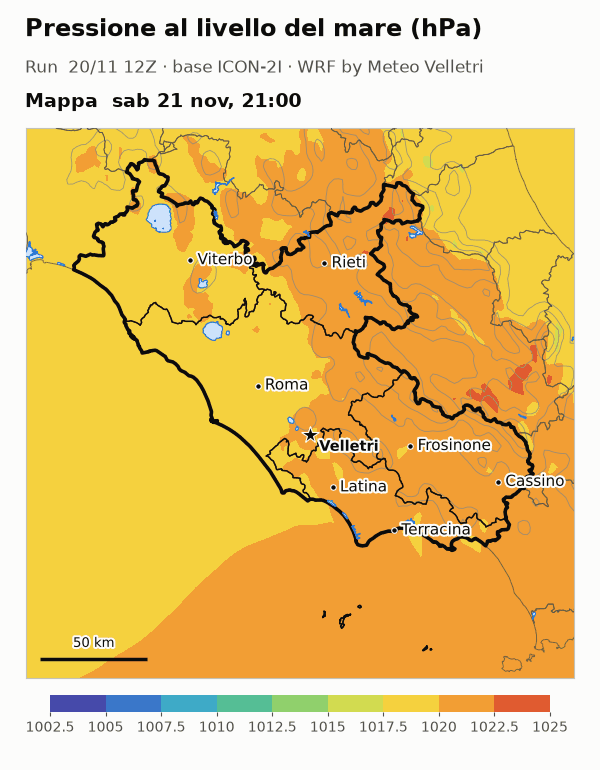 Pressione al livello del mare (hPa)
Run  20/11 12Z · base ICON-2I · WRF by Meteo Velletri
Mappa  sab 21 nov, 21:00
Viterbo
Rieti
Roma
Velletri
Frosinone
Cassino
Latina
Terracina
50 km
1002.5 1005 1007.5 1010 1012.5 1015 1017.5 1020 1022.5 1025